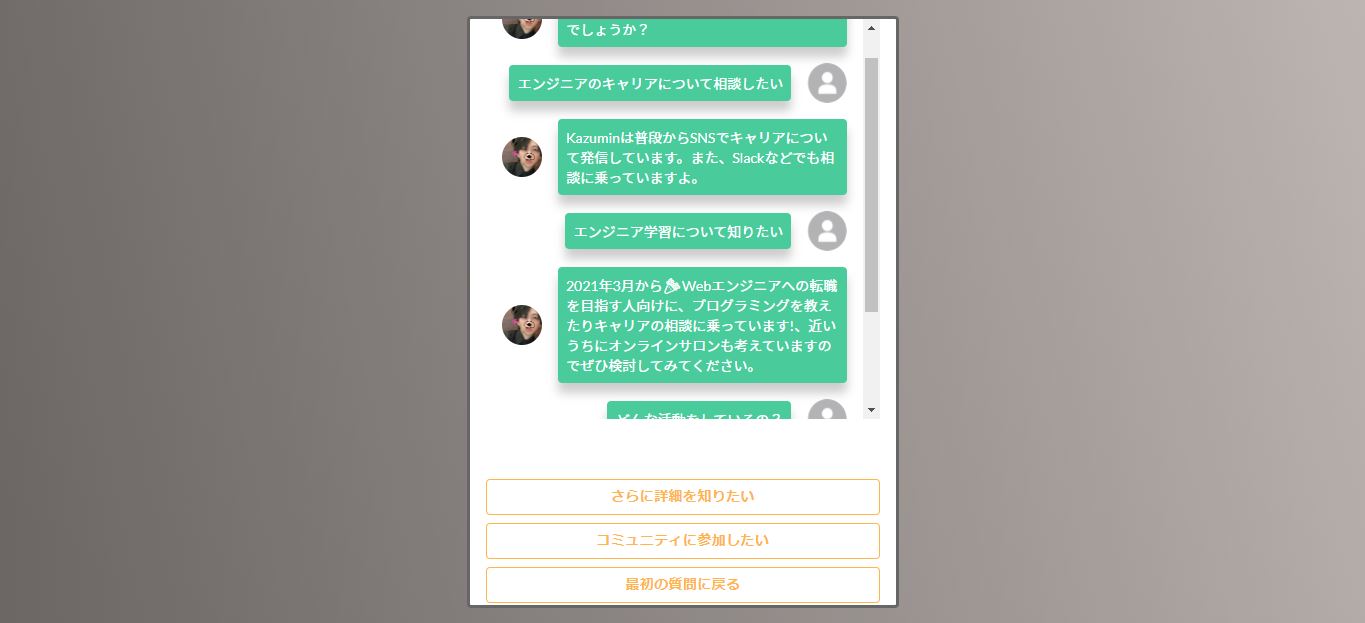 でしょうか？
エンジニアのキャリアについて相談したい
Kazuminは普段からSNSでキャリアについ
て発信しています。また、Slackなどでも相
談に乗っていますよ。
エンジニア学習について知りたい
2021年3月から🎉Webエンジニアへの転職
を目指す人向けに、プログラミングを教え
たりキャリアの相談に乗っています!、近い
うちにオンラインサロンも考えていますの
でぜひ検討してみてください。
どんな活動をしているの？
さらに詳細を知りたい
コミュニティに参加したい
最初の質問に戻る